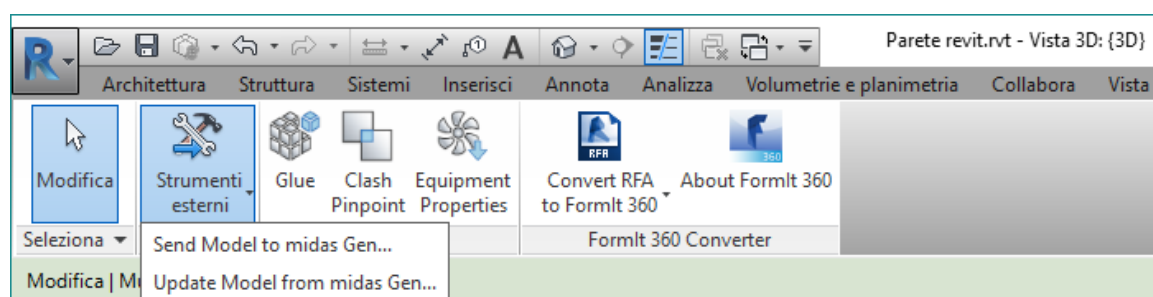 Parete revit.rvt - Vista 3D: {3D}
Architettura Struttura Sistemi Inserisci Annota Analizza Volumetrie e planimetria Collabora Vista
Modifica
Strumenti esterni
Glue
Clash Pinpoint
Equipment Properties
RFA
Convert RFA to FormIt 360
360
About FormIt 360
Seleziona
FormIt 360 Converter
Send Model to midas Gen...
Modifica |
Update Model from midas Gen...